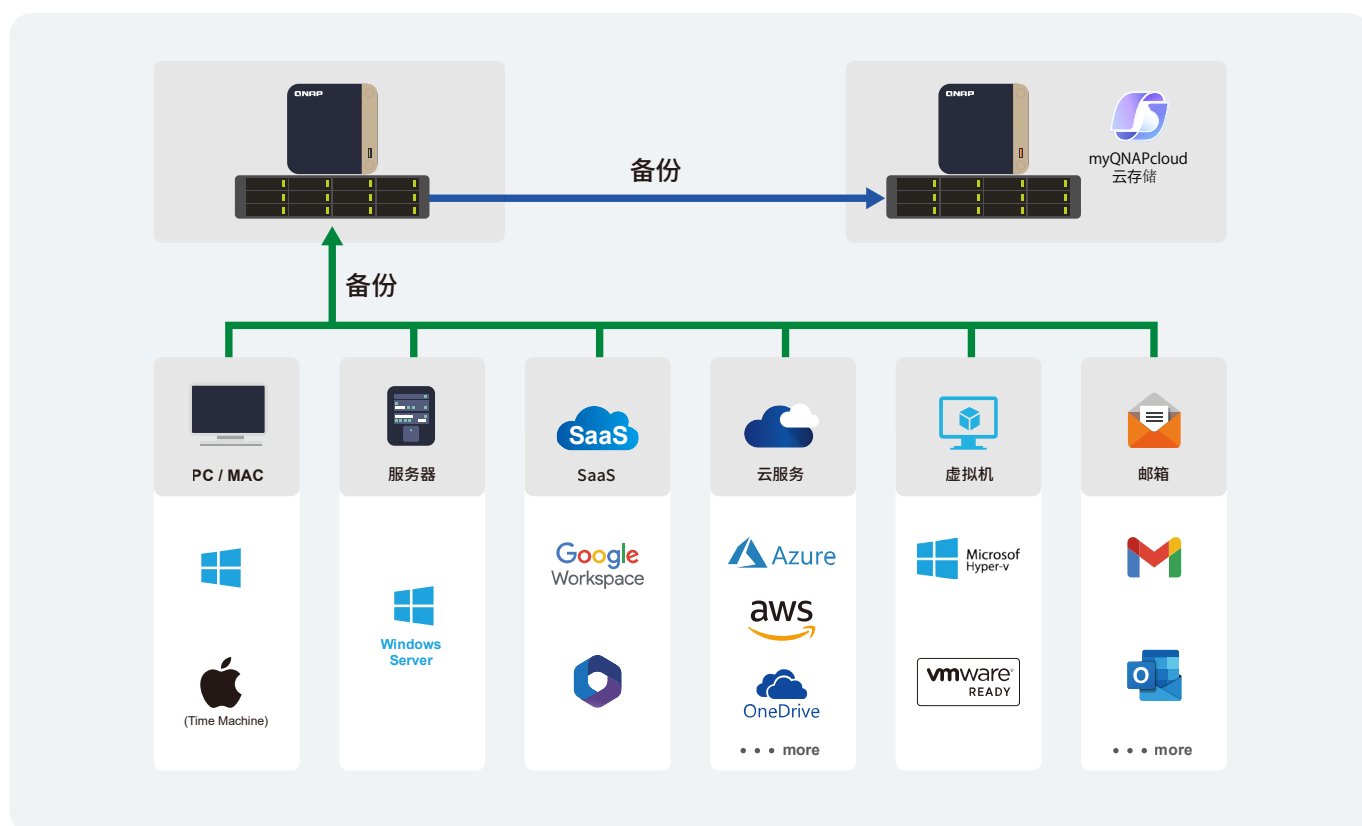 QNAP
QNAP
myQNAPcloud
云存储
备份
备份
PC / MAC
服务器
SaaS
SaaS
云服务
虚拟机
邮箱
Google
Workspace
Azure
Microsof
Hyper-v
aws
Windows
Server
vmware®
READY
O
OneDrive
(Time Machine)
• • • more
• • • more